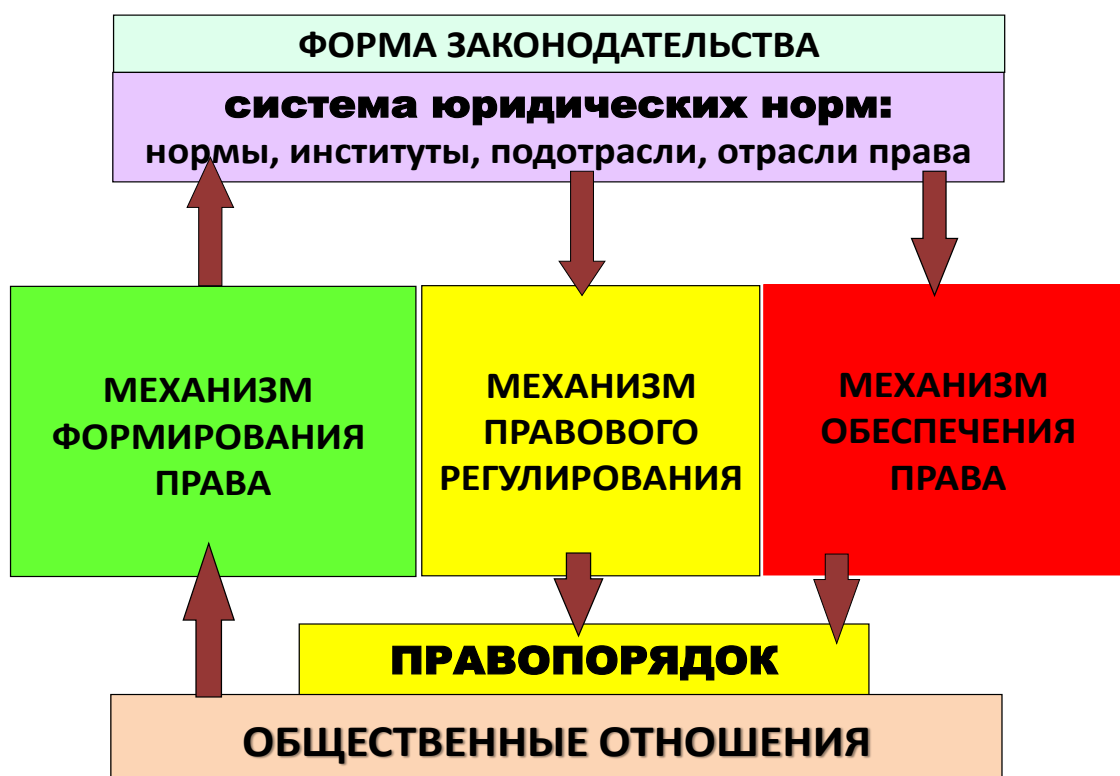 ФОРМА ЗАКОНОДАТЕЛЬСТВА
система юридических норм:
нормы, институты, подотрасли, отрасли права
МЕХАНИЗМ
ФОРМИРОВАНИЯ
ПРАВА
МЕХАНИЗМ
ПРАВОВОГО
РЕГУЛИРОВАНИЯ
МЕХАНИЗМ
ОБЕСПЕЧЕНИЯ
ПРАВА
ПРАВОПОРЯДОК
ОБЩЕСТВЕННЫЕ ОТНОШЕНИЯ